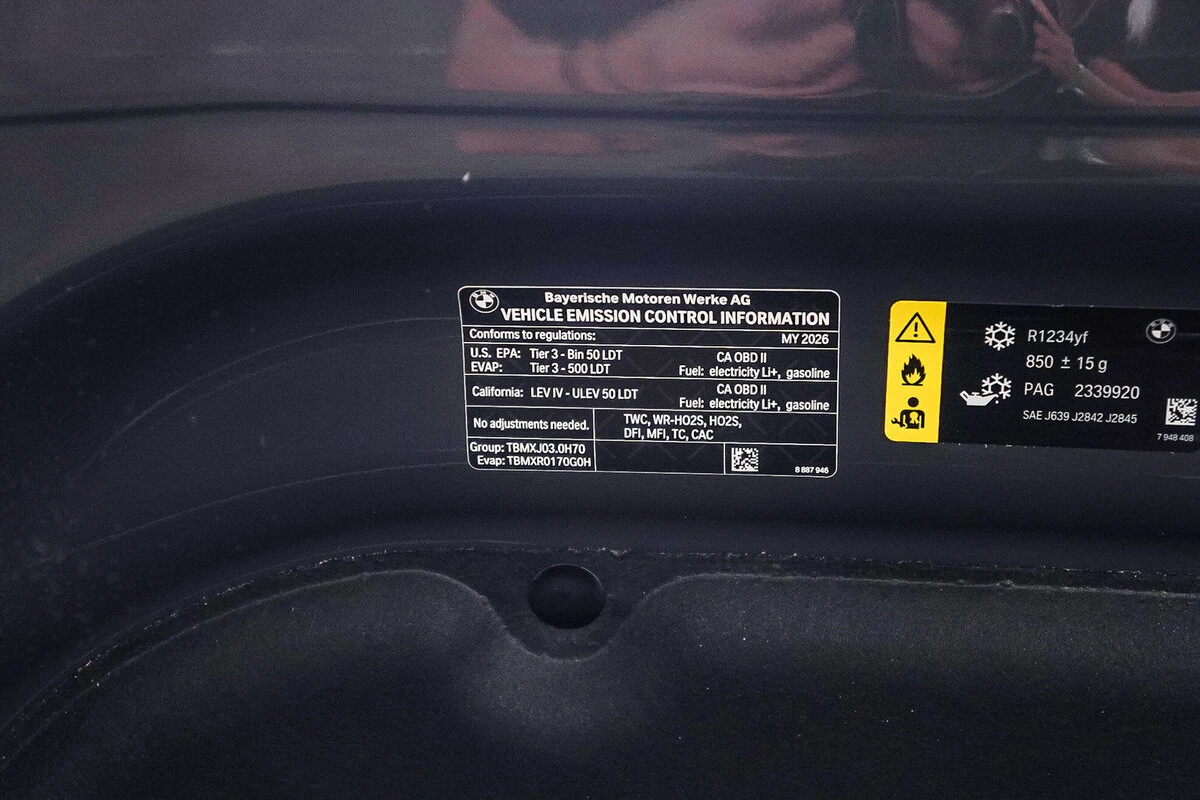 Bayerische Motoren Werke AG
VEHICLE EMISSION CONTROL INFORMATION
Conforms to regulations: MY 2026
U.S. EPA: Tier 3 - Bin 50 LDT CA OBD II
EVAP: Tier 3 - 500 LDT Fuel: electricity Li+, gasoline
California: LEV IV - ULEV 50 LDT CA OBD II
Fuel: electricity Li+, gasoline
No adjustments needed. TWC, WR-HO2S, HO2S,
DFI, MFI, TC, CAC
Group: TBMXJ03.0H70
Evap: TBMXR0170G0H
8 887 946
R1234yf
850 ± 15 g
PAG 2339920
SAE J639 J2842 J2845
7 948 408